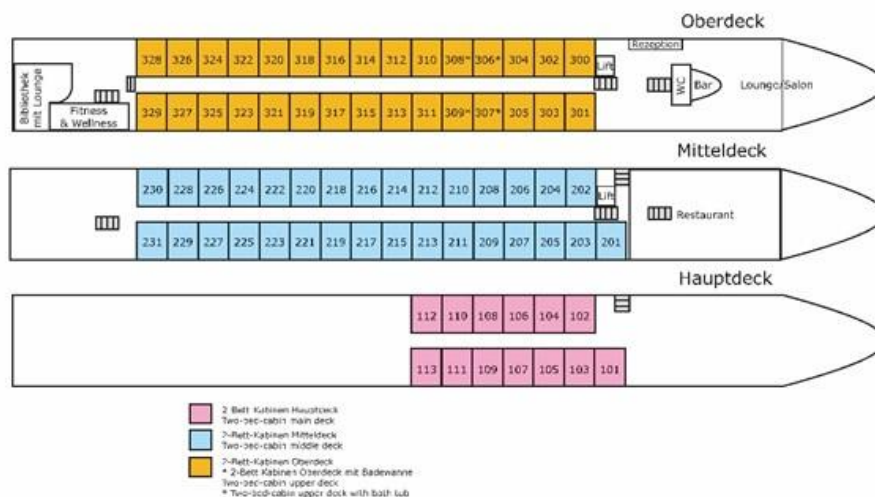 Oberdeck
Rezeption
328 326 324 322 320 318 316 314 312 310 308* 306* 304 302 300 Lift
Bibliothek
mit Lounge
Fitness
& Wellness
WC Bar Lounge/Salon
329 327 325 323 321 319 317 315 313 311 309* 307* 305 303 301
Mitteldeck
230 228 226 224 222 220 218 216 214 212 210 208 206 204 202 Lift
Restaurant
231 229 227 225 223 221 219 217 215 213 211 209 207 205 203 201
Hauptdeck
112 110 108 106 104 102
113 111 109 107 105 103 101
2-Bett-Kabinen Hauptdeck
Two-bed-cabin main deck
2-Bett-Kabinen Mitteldeck
Two-bed-cabin middle deck
2-Bett-Kabinen Oberdeck
* 2-Bett Kabinen Oberdeck mit Badewanne
Two-bed-cabin upper deck
* Two-bed-cabin upper deck with bath tub